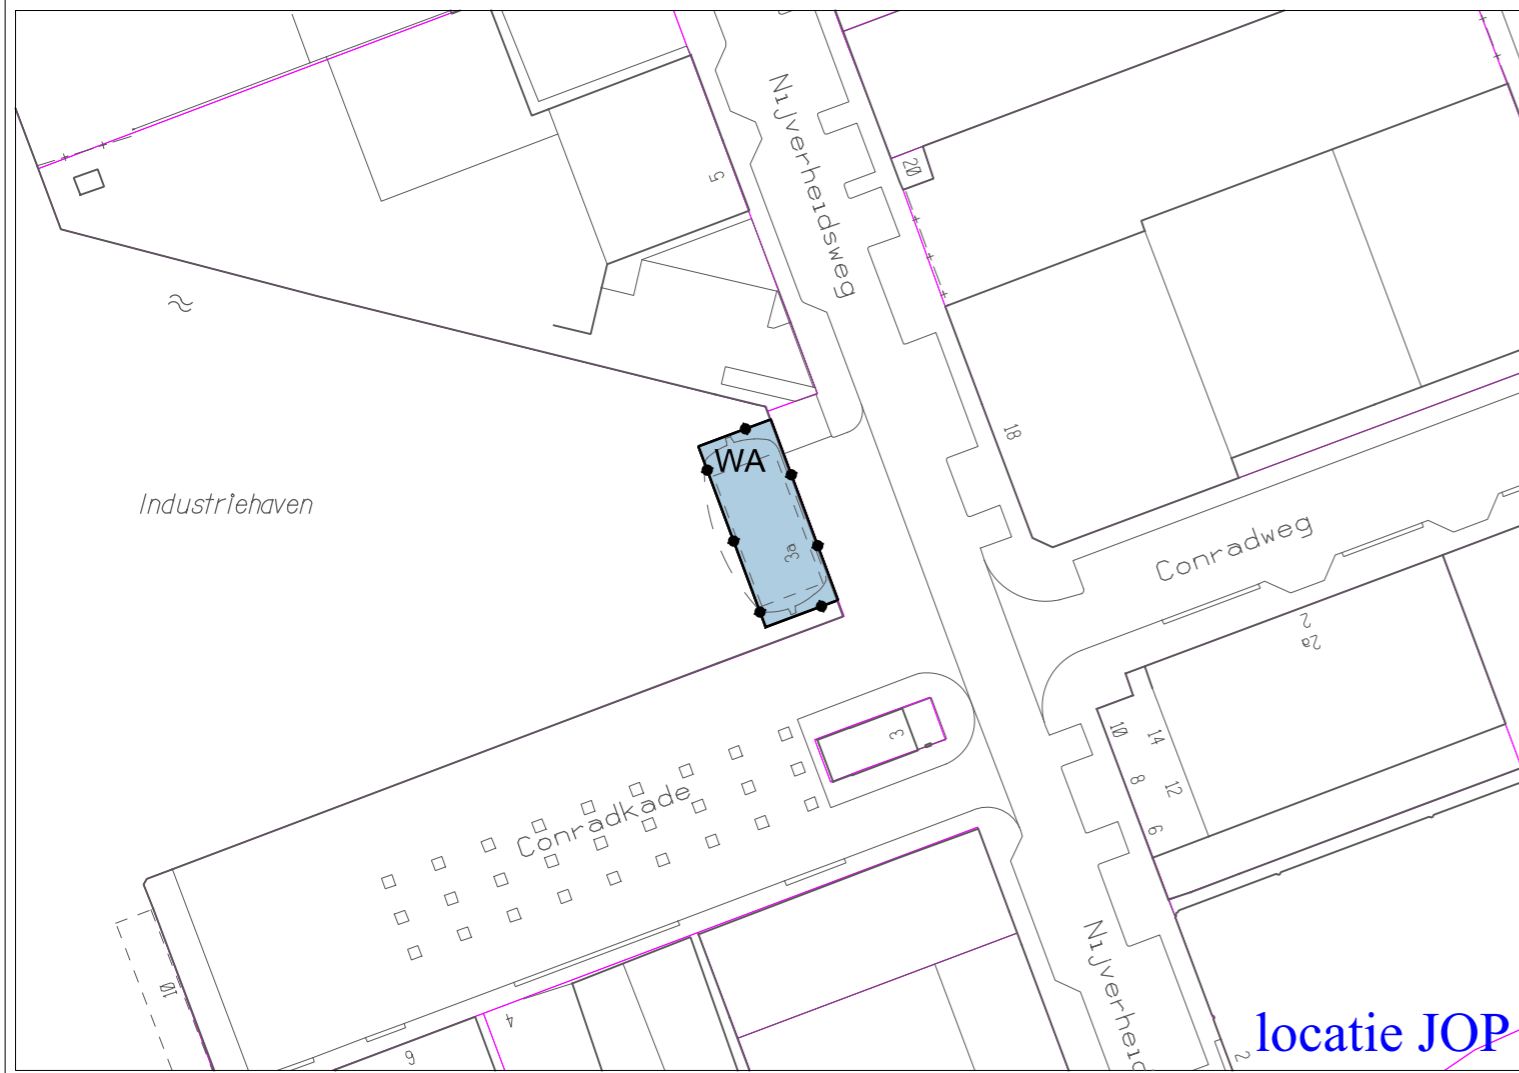 Nijverheidsweg
5
20
18
WA
3a
Industriehaven
Conradweg
2
2a
3
10
14
8
12
6
Conradkade
10
4
6
Nijverheid
2
locatie JOP